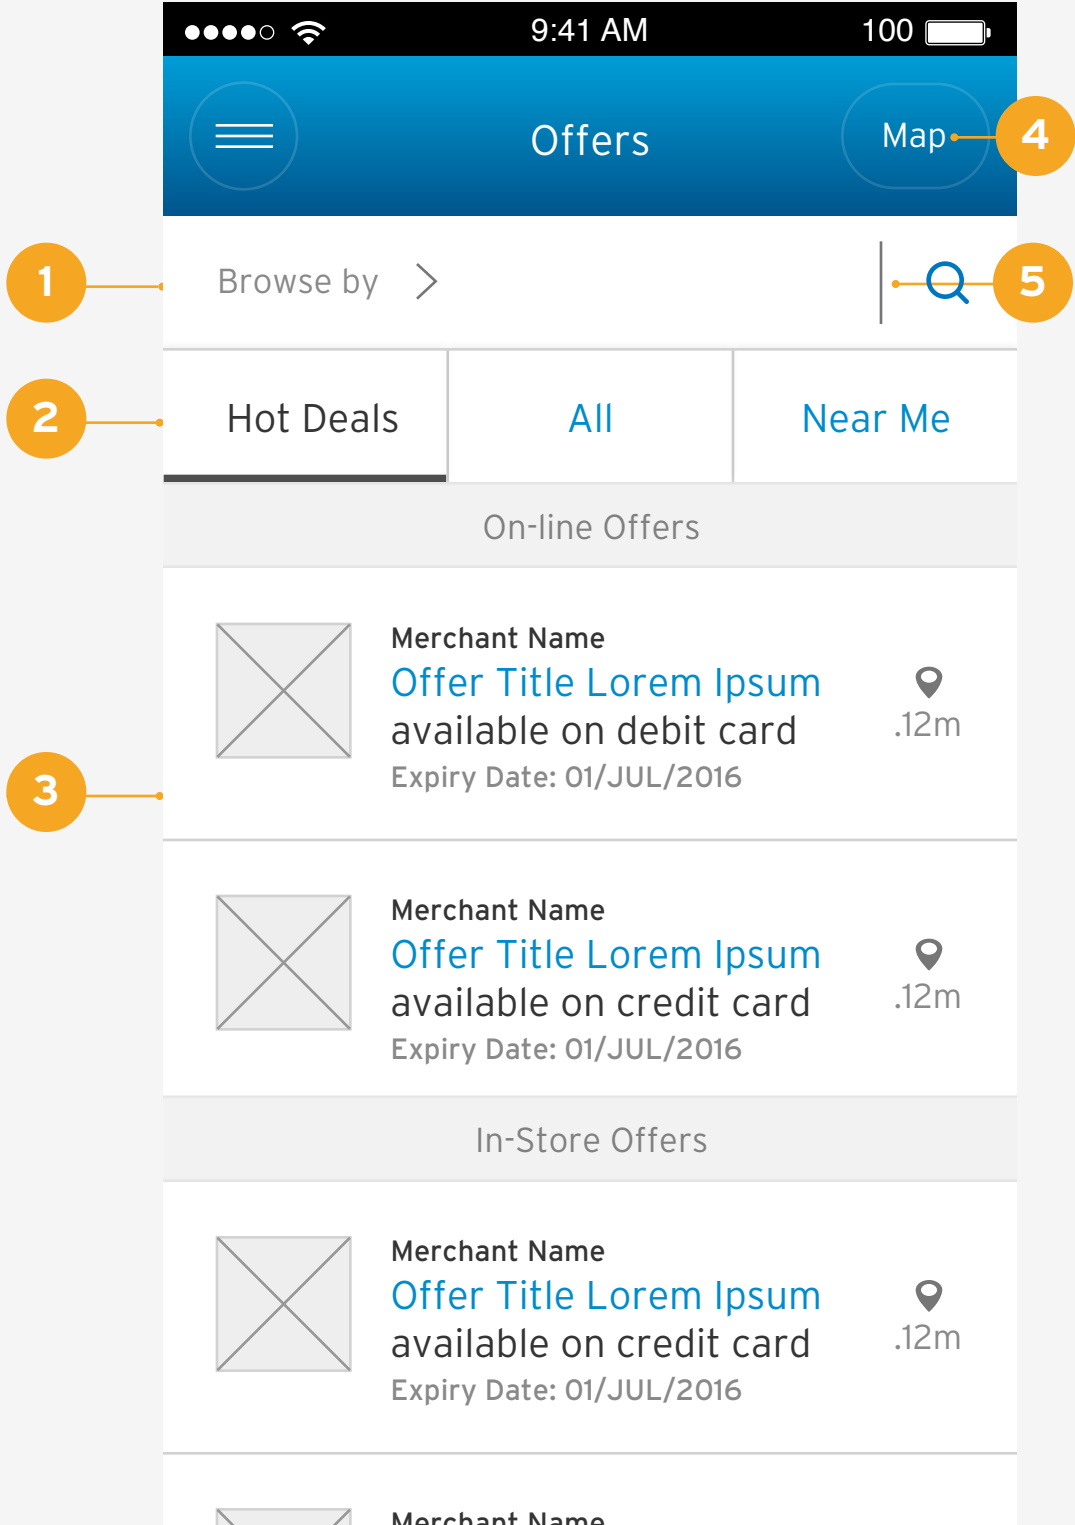 9:41 AM
100
Offers
Map
4
1
Browse by
5
2
Hot Deals
All
Near Me
On-line Offers
Merchant Name
Offer Title Lorem Ipsum
available on debit card
.12m
Expiry Date: 01/JUL/2016
3
Merchant Name
Offer Title Lorem Ipsum
available on credit card
.12m
Expiry Date: 01/JUL/2016
In-Store Offers
Merchant Name
Offer Title Lorem Ipsum
available on credit card
.12m
Expiry Date: 01/JUL/2016
Merchant Name